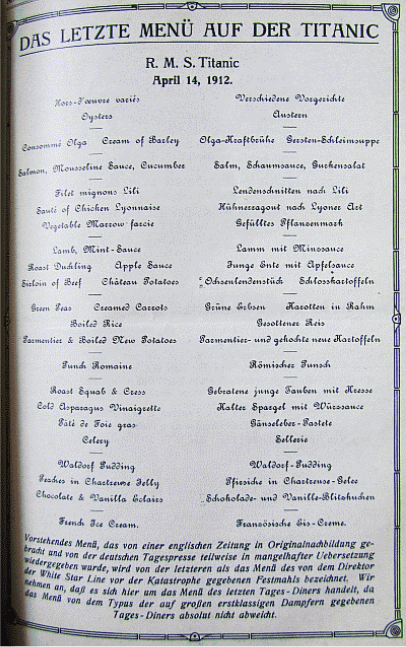 DAS LETZTE MENÜ AUF DER TITANIC
R. M. S. Titanic
April 14, 1912.
Hors-d'œuvre variés Verschiedene Vorgerichte
Oysters Austern
Consommé Olga Cream of Barley Olga-Kraftbrühe Gersten-Schleimsuppe
Salmon, Mousseline Sauce, Cucumber Salm, Schaumsauce, Gurkensalat
Filet mignons Lili Lendenschnitten nach Lili
Sauté of Chicken Lyonnaise Hühnerragout nach Lyoner Art
Vegetable Marrow farcie Gefülltes Pflanzenmark
Lamb, Mint-Sauce Lamm mit Minzsauce
Roast Duckling Apple Sauce Junge Ente mit Apfelsauce
Sirloin of Beef Château Potatoes Ochsenlendenstück Schlosskartoffeln
Green Peas Creamed Carrots Grüne Erbsen Karotten in Rahm
Boiled Rice Gesottener Reis
Parmentier & Boiled New Potatoes Parmentier- und gekochte neue Kartoffeln
Punch Romaine Römischer Punsch
Roast Squab & Cress Gebratene junge Tauben mit Kresse
Cold Asparagus Vinaigrette Kalter Spargel mit Würzsauce
Pâté de Foie gras Gänseleber-Pastete
Celery Sellerie
Waldorf Pudding Waldorf-Pudding
Peaches in Chartreuse Jelly Pfirsiche in Chartreuse-Gelee
Chocolate & Vanilla Eclairs Schokolade- und Vanille-Blitzkuchen
French Ice Cream. Französische Eis-Creme.
Vorstehendes Menü, das von einer englischen Zeitung in Originalnachbildung ge-
bracht und von der deutschen Tagespresse teilweise in mangelhafter Uebersetzung
wiedergegeben wurde, wird von der letzteren als das Menü des von dem Direktor
der White Star Line vor der Katastrophe gegebenen Festmahls bezeichnet. Wir
nehmen an, daß es sich hier um das Menü des letzten Tages-Diners handelt, da
das Menü von dem Typus der auf großen erstklassigen Dampfern gegebenen
Tages-Diners absolut nicht abweicht.